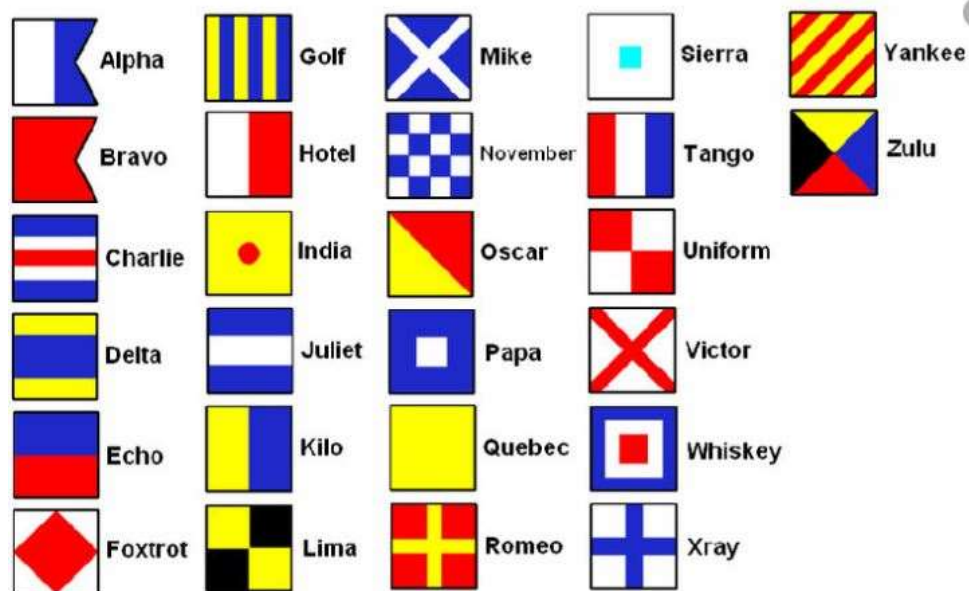 Alpha
Bravo
Charlie
Delta
Echo
Foxtrot
Golf
Hotel
India
Juliet
Kilo
Lima
Mike
November
Oscar
Papa
Quebec
Romeo
Sierra
Tango
Uniform
Victor
Whiskey
Xray
Yankee
Zulu